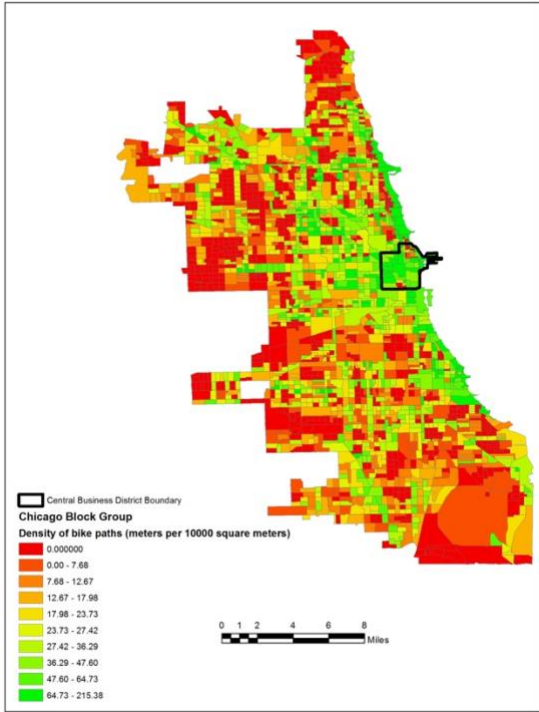 Central Business District Boundary
Chicago Block Group
Density of bike paths (meters per 10000 square meters)
0.000000
0.00 - 7.68
7.68 - 12.67
12.67 - 17.98
17.98 - 23.73
23.73 - 27.42
27.42 - 36.29
36.29 - 47.60
47.60 - 64.73
64.73 - 215.38
0 1 2 4 6 8
Miles